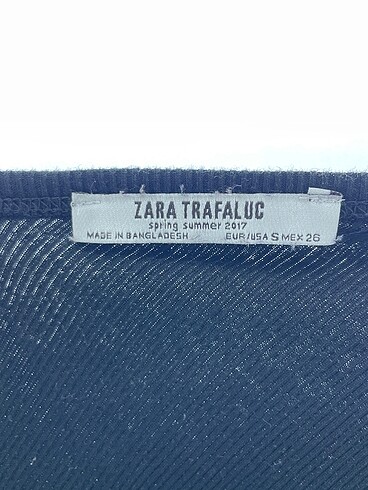 ZARA TRAFALUC
spring summer 2017
MADE IN BANGLADESH EUR/USA S MEX 26